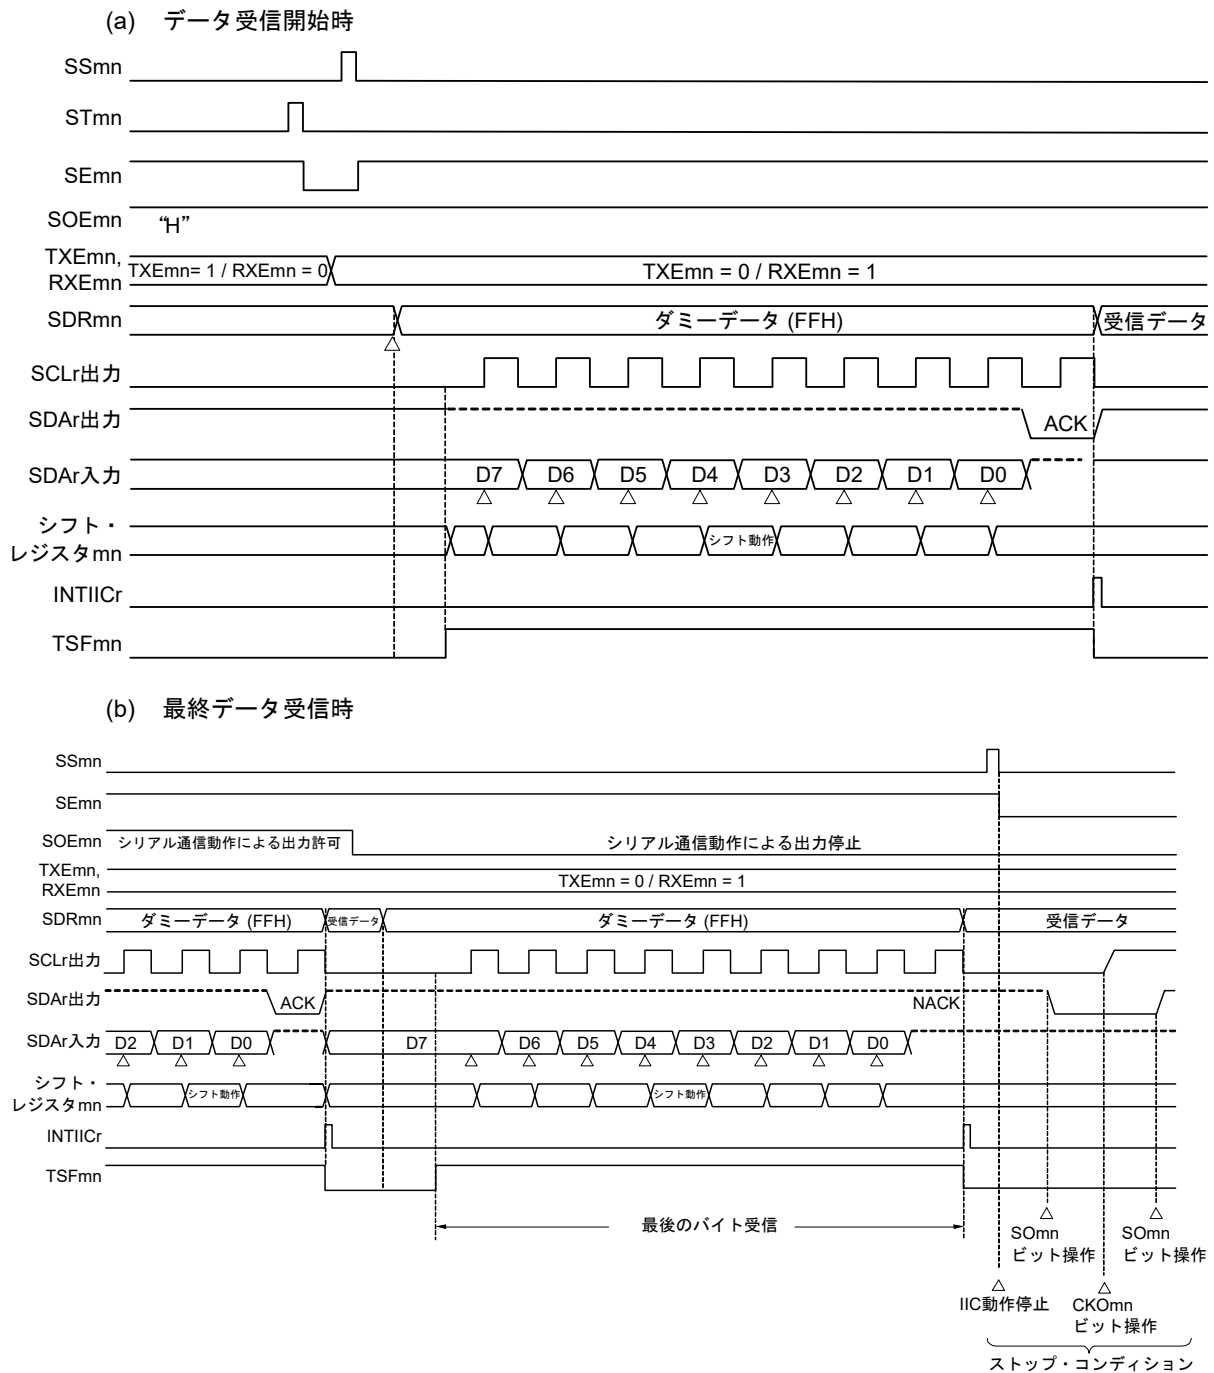 (a) データ受信開始時
SSmn
STmn
SEmn
SOEmn “H”
TXEmn,
RXEmn
TXEmn= 1 / RXEmn = 0
TXEmn = 0 / RXEmn = 1
SDRmn
ダミーデータ (FFH)
受信データ
SCLr出力
SDAr出力
ACK
SDAr入力
D7 D6 D5 D4 D3 D2 D1 D0
シフト・
レジスタmn
シフト動作
INTIICr
TSFmn
(b) 最終データ受信時
SSmn
SEmn
SOEmn
シリアル通信動作による出力許可
シリアル通信動作による出力停止
TXEmn,
RXEmn
TXEmn = 0 / RXEmn = 1
SDRmn
ダミーデータ (FFH)
受信データ
ダミーデータ (FFH)
受信データ
SCLr出力
SDAr出力
ACK
NACK
SDAr入力
D2 D1 D0 D7 D6 D5 D4 D3 D2 D1 D0
シフト・
レジスタmn
シフト動作
シフト動作
INTIICr
TSFmn
最後のバイト受信
SOmn
ビット操作
SOmn
ビット操作
IIC動作停止
CKOmn
ビット操作
ストップ・コンディション